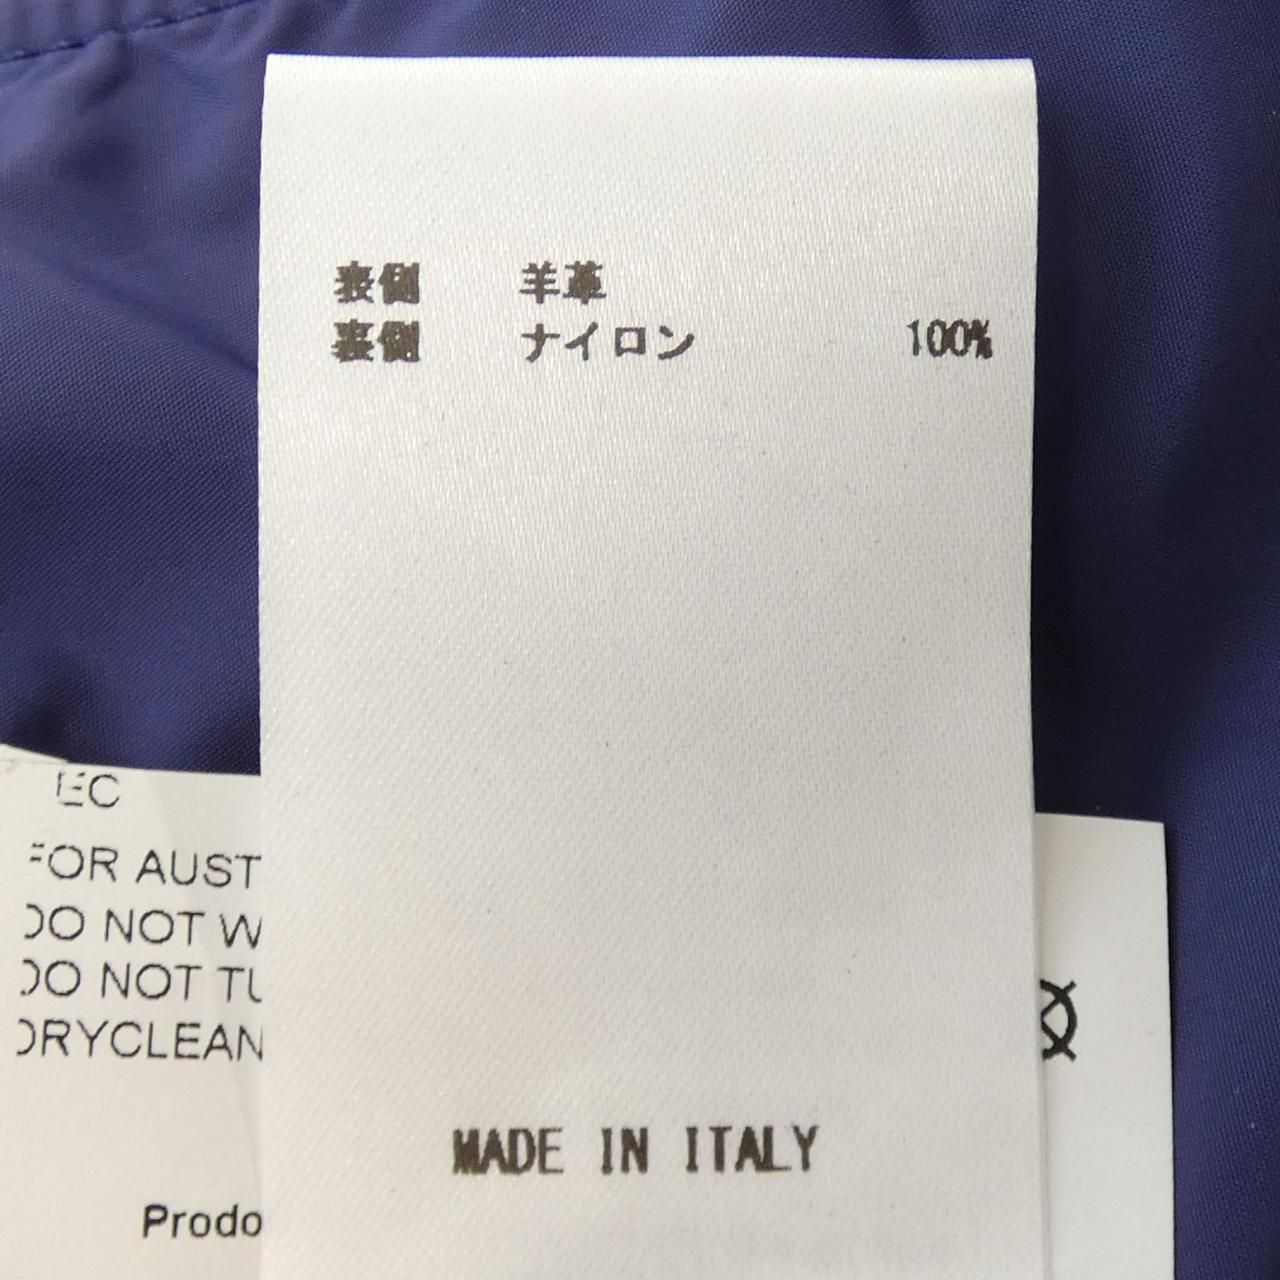 表側 羊革
裏側 ナイロン 100%
MADE IN ITALY
EC
FOR AUST
DO NOT W
DO NOT TU
DRYCLEAN
Prodo